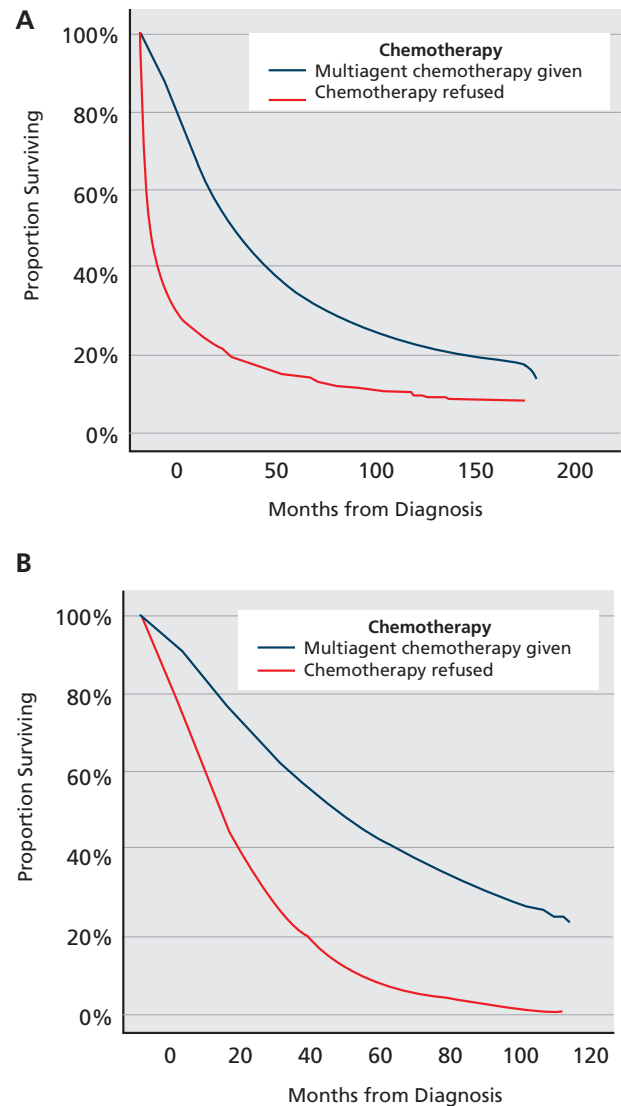 A
100%
80%
60%
40%
20%
0%
Proportion Surviving
Chemotherapy
Multiagent chemotherapy given
Chemotherapy refused
0 50 100 150 200
Months from Diagnosis
B
100%
80%
60%
40%
20%
0%
Proportion Surviving
Chemotherapy
Multiagent chemotherapy given
Chemotherapy refused
0 20 40 60 80 100 120
Months from Diagnosis